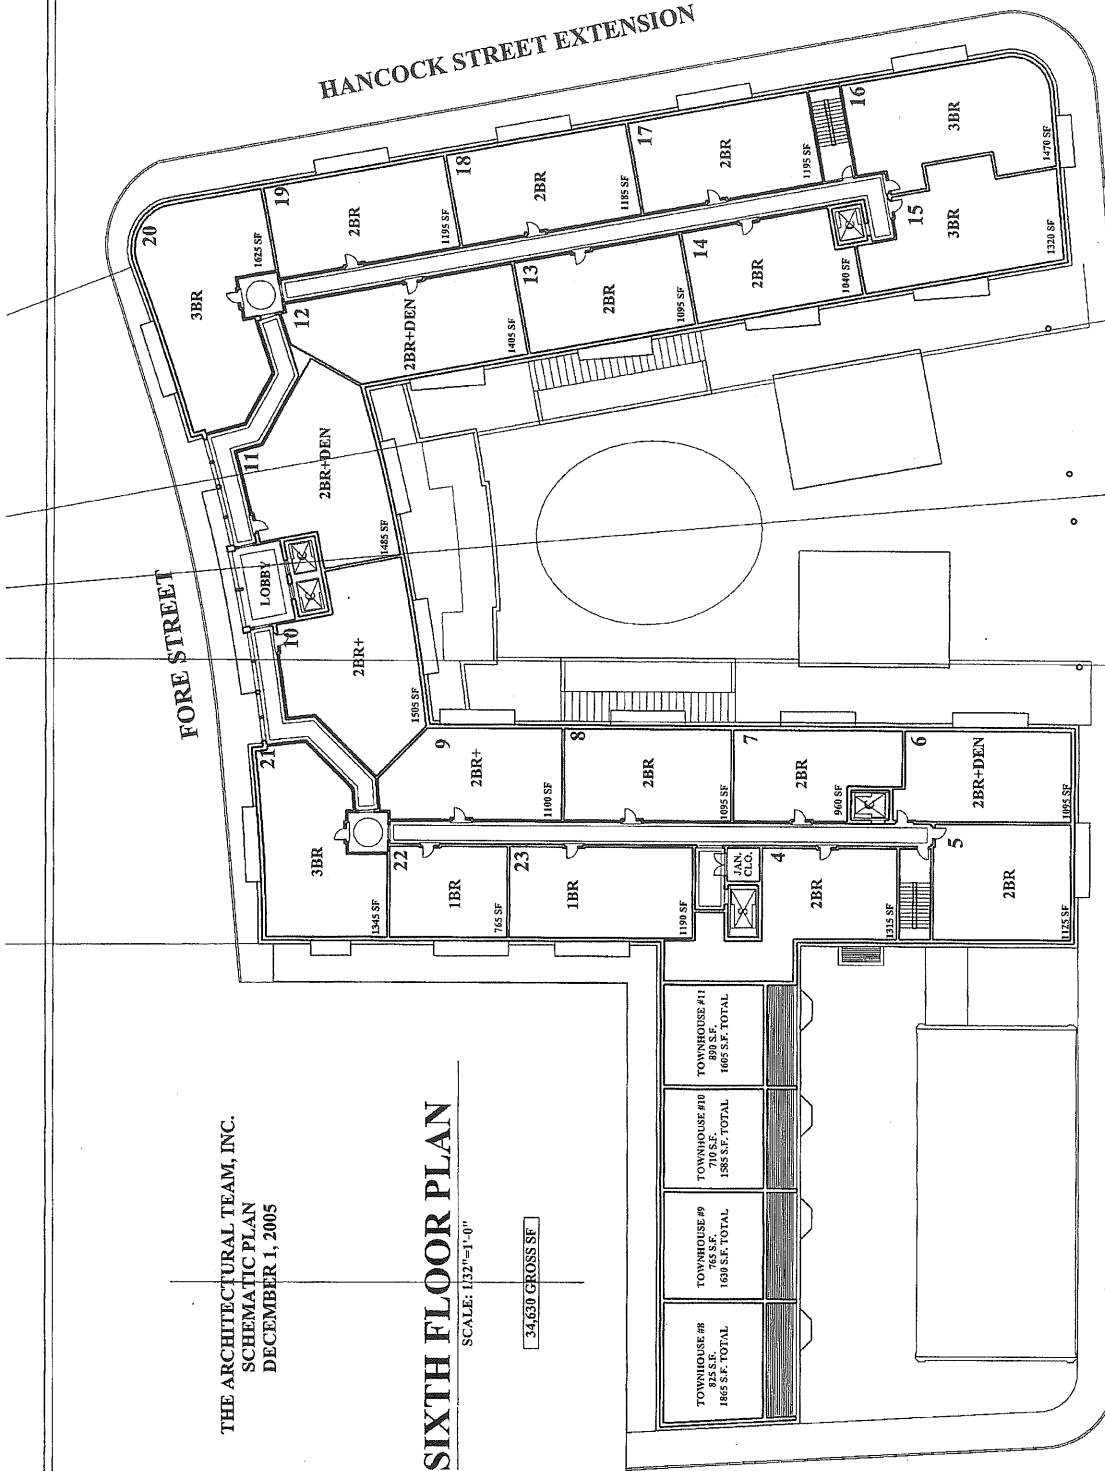 HANCOCK STREET EXTENSION
FORE STREET
THE ARCHITECTURAL TEAM, INC.
SCHEMATIC PLAN
DECEMBER 1, 2005
SIXTH FLOOR PLAN
SCALE: 1/32"=1'-0"
34,630 GROSS SF
LOBBY
4
2BR
1315 SF
5
2BR
1125 SF
6
2BR+DEN
1095 SF
7
2BR
960 SF
8
2BR
1095 SF
9
2BR+
1100 SF
10
2BR+
1505 SF
11
2BR+DEN
1485 SF
12
2BR+DEN
1405 SF
13
2BR
1095 SF
14
2BR
1040 SF
15
3BR
1320 SF
16
3BR
1470 SF
17
2BR
1195 SF
18
2BR
1185 SF
19
2BR
1195 SF
20
3BR
1625 SF
21
3BR
1345 SF
22
1BR
765 SF
23
1BR
1190 SF
JAN.
CLO.
TOWNHOUSE #11
890 S.F.
1605 S.F. TOTAL
TOWNHOUSE #10
710 S.F.
1585 S.F. TOTAL
TOWNHOUSE #9
765 S.F.
1630 S.F. TOTAL
TOWNHOUSE #8
825 S.F.
1865 S.F. TOTAL